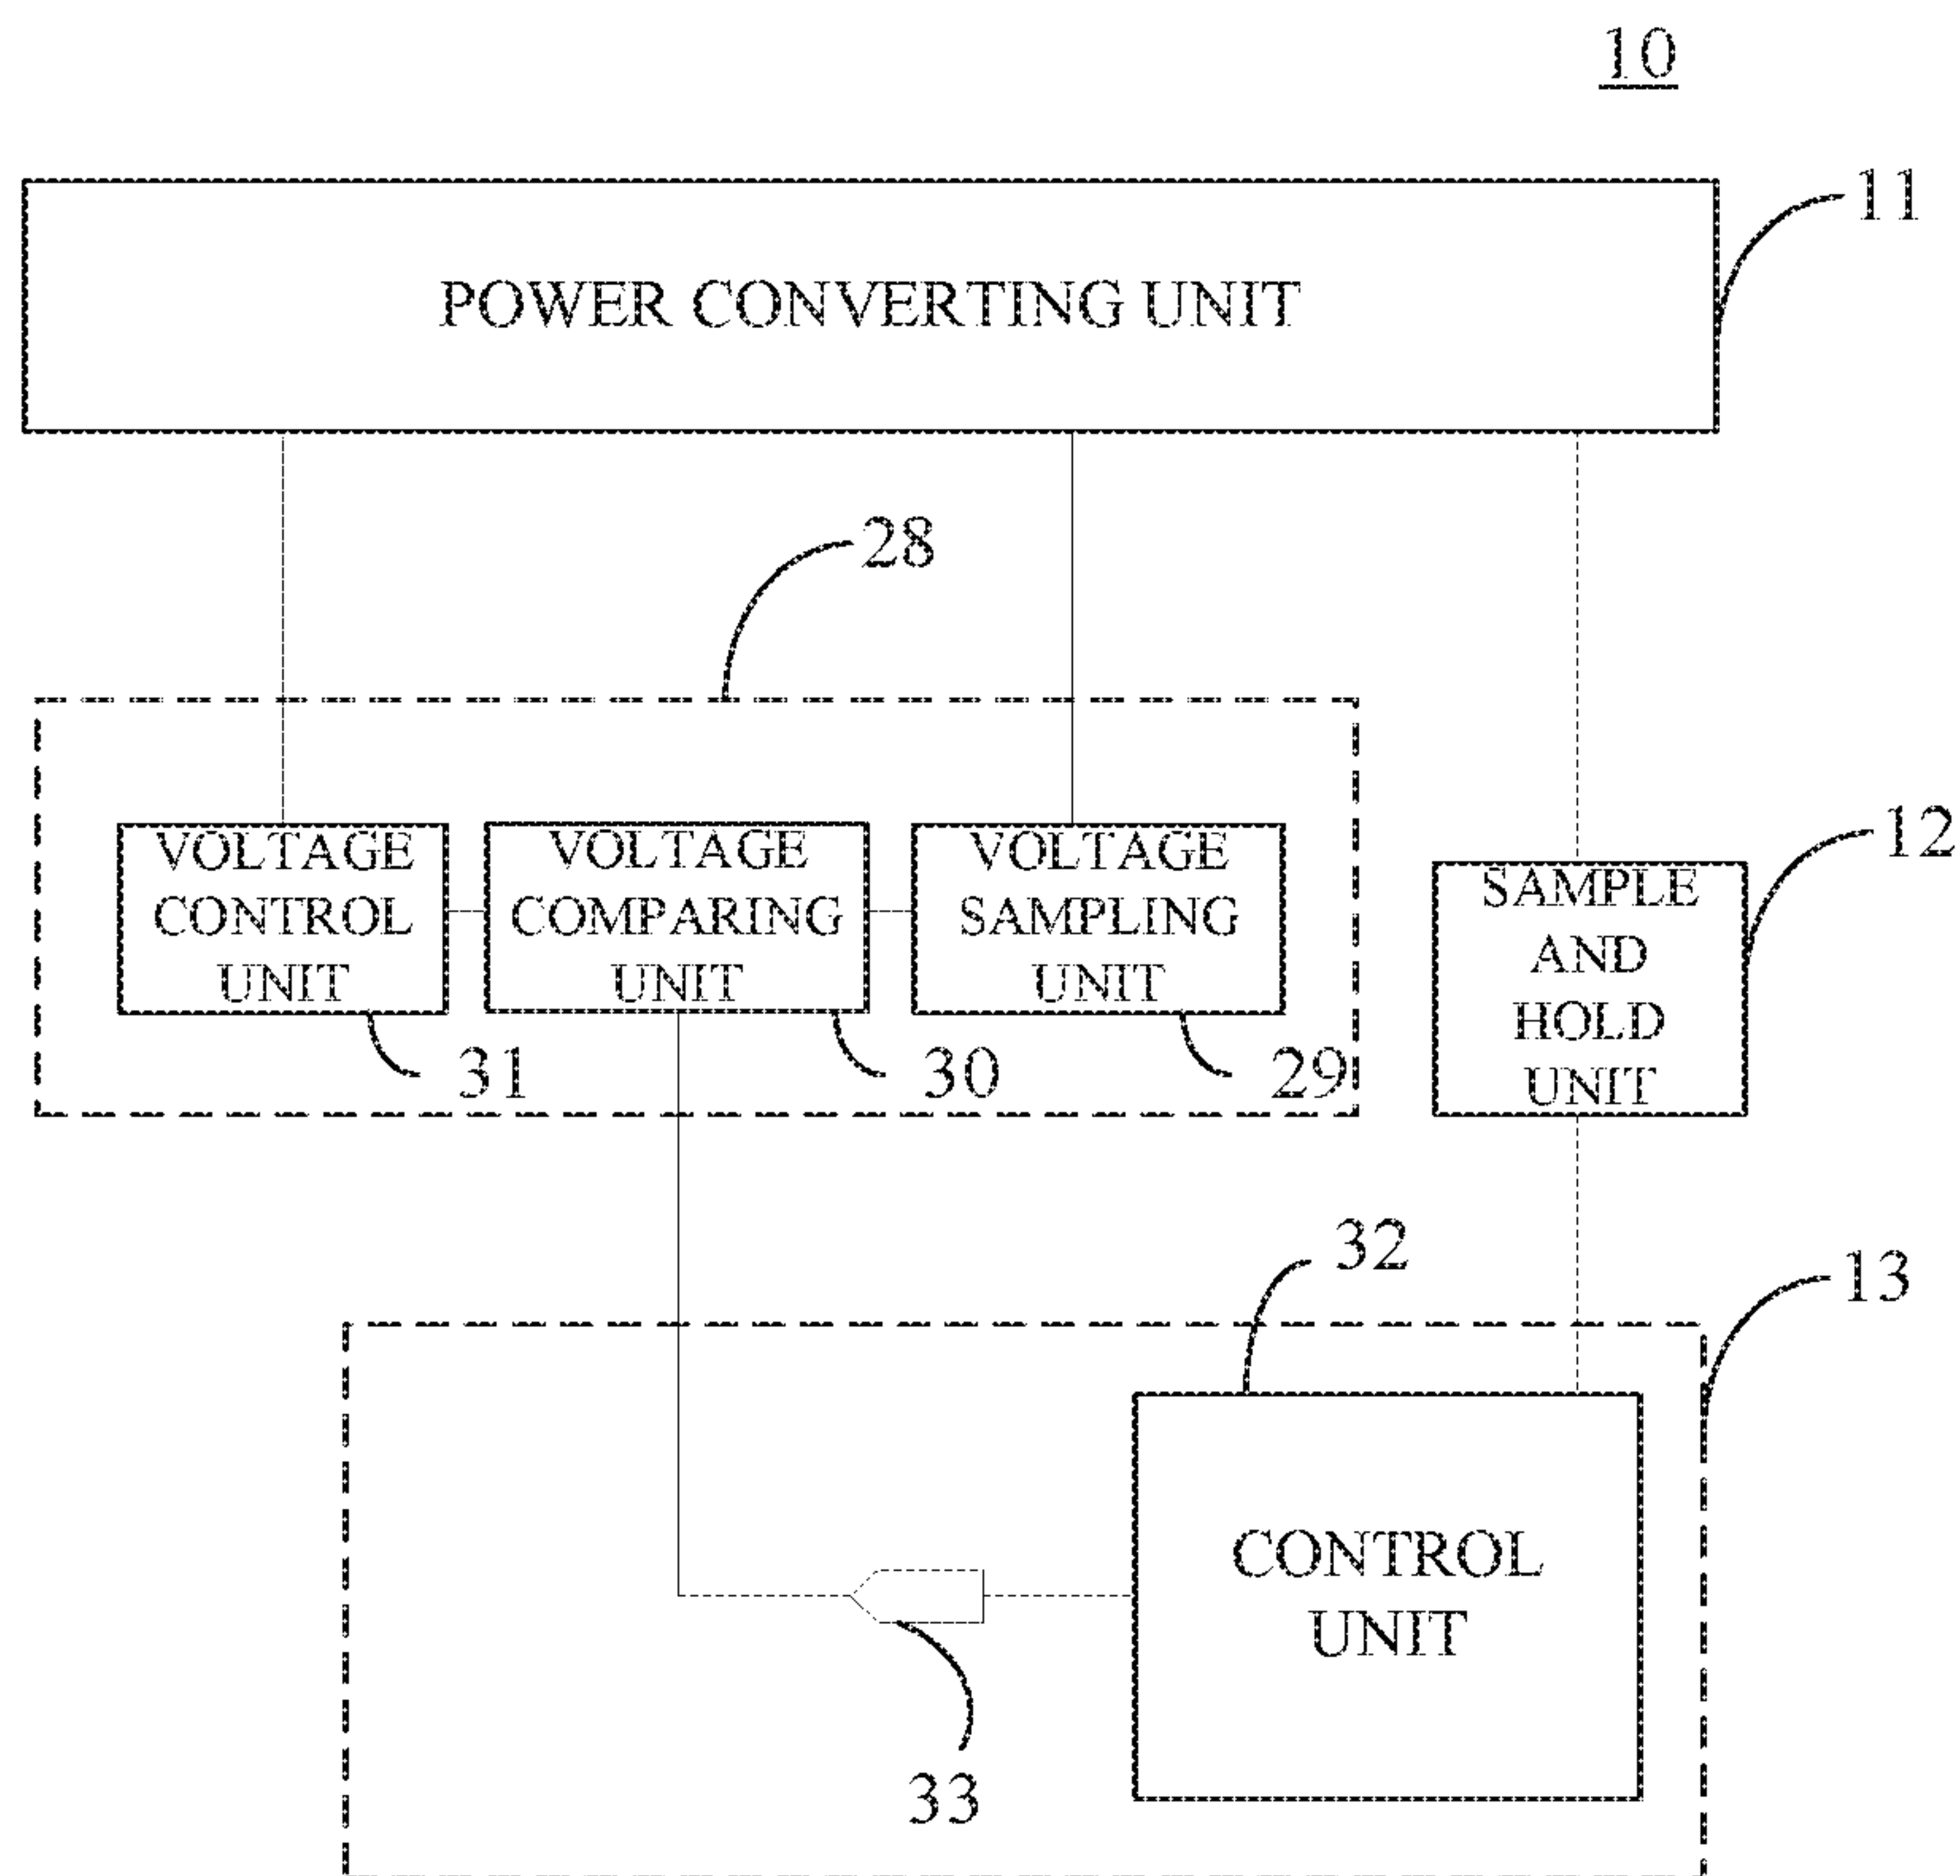 10
11
POWER CONVERTING UNIT
28
VOLTAGE
CONTROL
UNIT
VOLTAGE
COMPARING
UNIT
VOLTAGE
SAMPLING
UNIT
12
SAMPLE
AND
HOLD
UNIT
31
30
29
32
13
CONTROL
UNIT
33